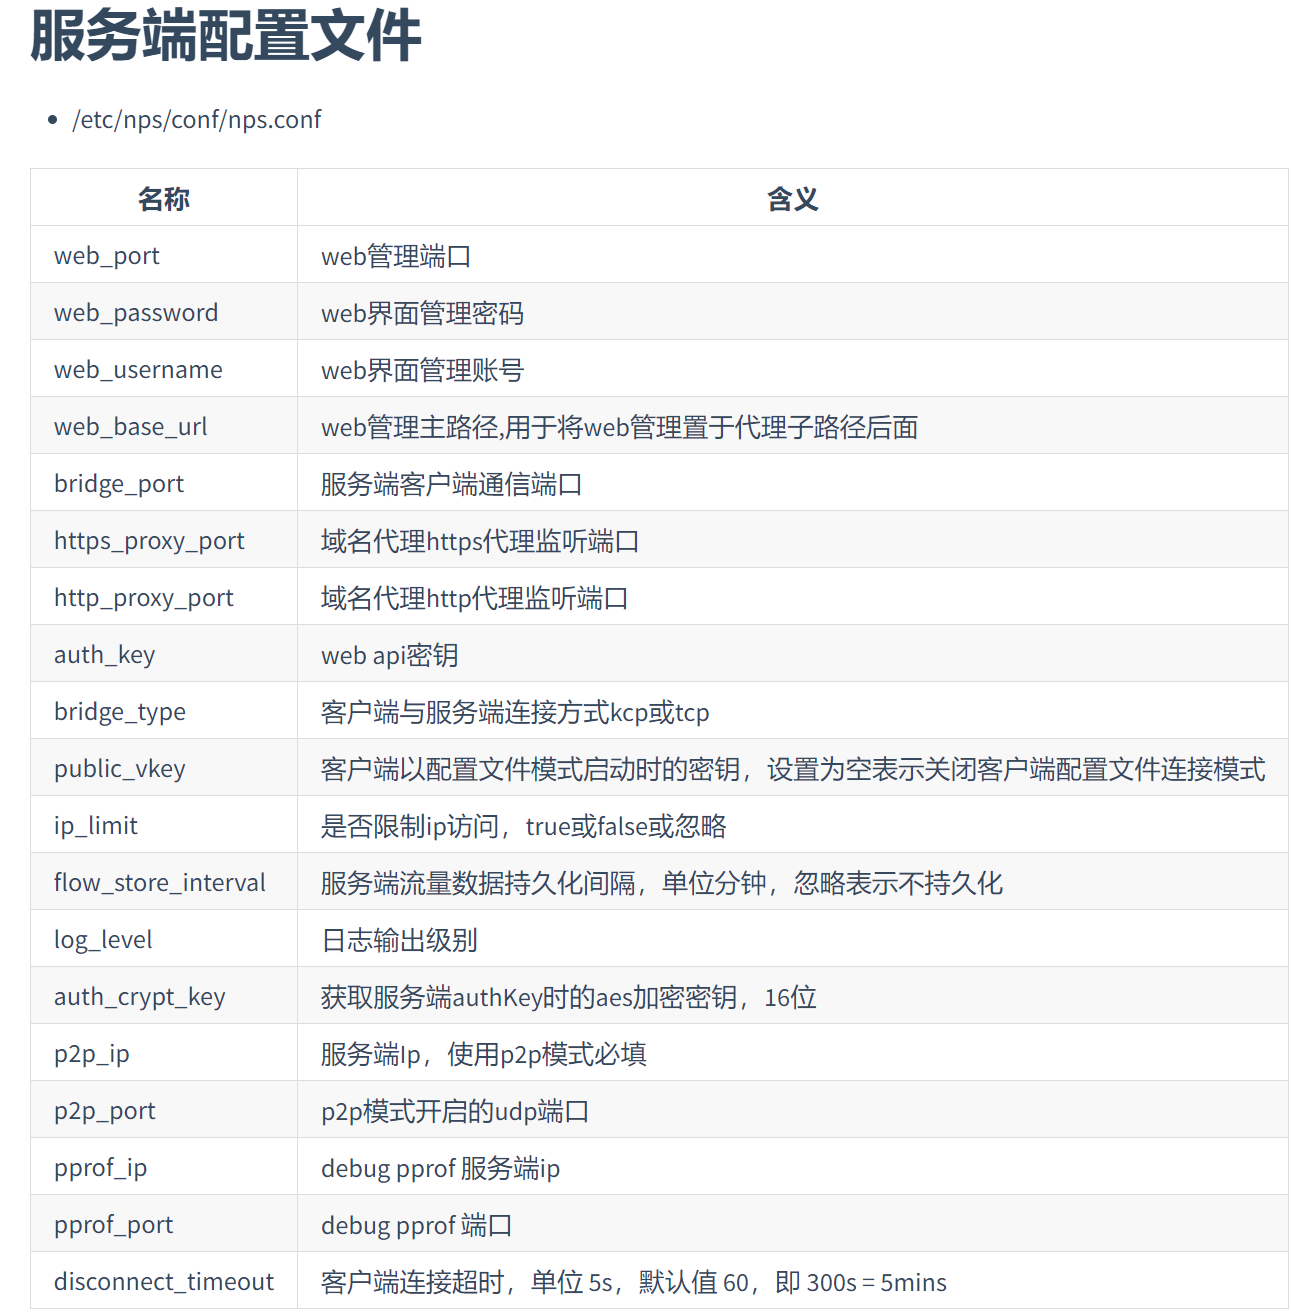 服务端配置文件
/etc/nps/conf/nps.conf
名称 含义
web_port web管理端口
web_password web界面管理密码
web_username web界面管理账号
web_base_url web管理主路径,用于将web管理置于代理子路径后面
bridge_port 服务端客户端通信端口
https_proxy_port 域名代理https代理监听端口
http_proxy_port 域名代理http代理监听端口
auth_key web api密钥
bridge_type 客户端与服务端连接方式kcp或tcp
public_vkey 客户端以配置文件模式启动时的密钥，设置为空表示关闭客户端配置文件连接模式
ip_limit 是否限制ip访问，true或false或忽略
flow_store_interval 服务端流量数据持久化间隔，单位分钟，忽略表示不持久化
log_level 日志输出级别
auth_crypt_key 获取服务端authKey时的aes加密密钥，16位
p2p_ip 服务端Ip，使用p2p模式必填
p2p_port p2p模式开启的udp端口
pprof_ip debug pprof 服务端ip
pprof_port debug pprof 端口
disconnect_timeout 客户端连接超时，单位 5s，默认值 60，即 300s = 5mins